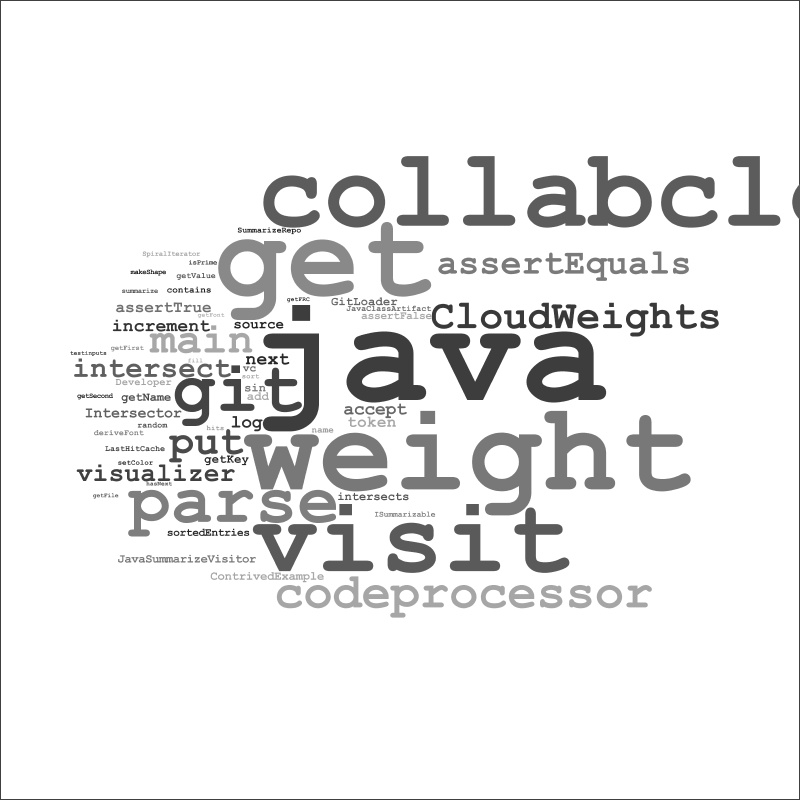 collabclo
SummarizeRepo
get
SpiralIterator
assertEquals
isPrime
makeShape
getValue
summarize
contains
getFRC
GitLoader
assertTrue
JavaClassArtifact
getFont
assertFalse
CloudWeights
increment
source
java
main
getFirst
testinputs
next
fill
intersect
vc
sort
Developer
git
sin
getSecond
getName
add
Intersector
accept
random
log
token
hits
name
deriveFont
put
weight
LastHitCache
getKey
setColor
visualizer
hasNext
getFile
parse
intersects
ISummarizable
sortedEntries
visit
JavaSummarizeVisitor
ContrivedExample
codeprocessor